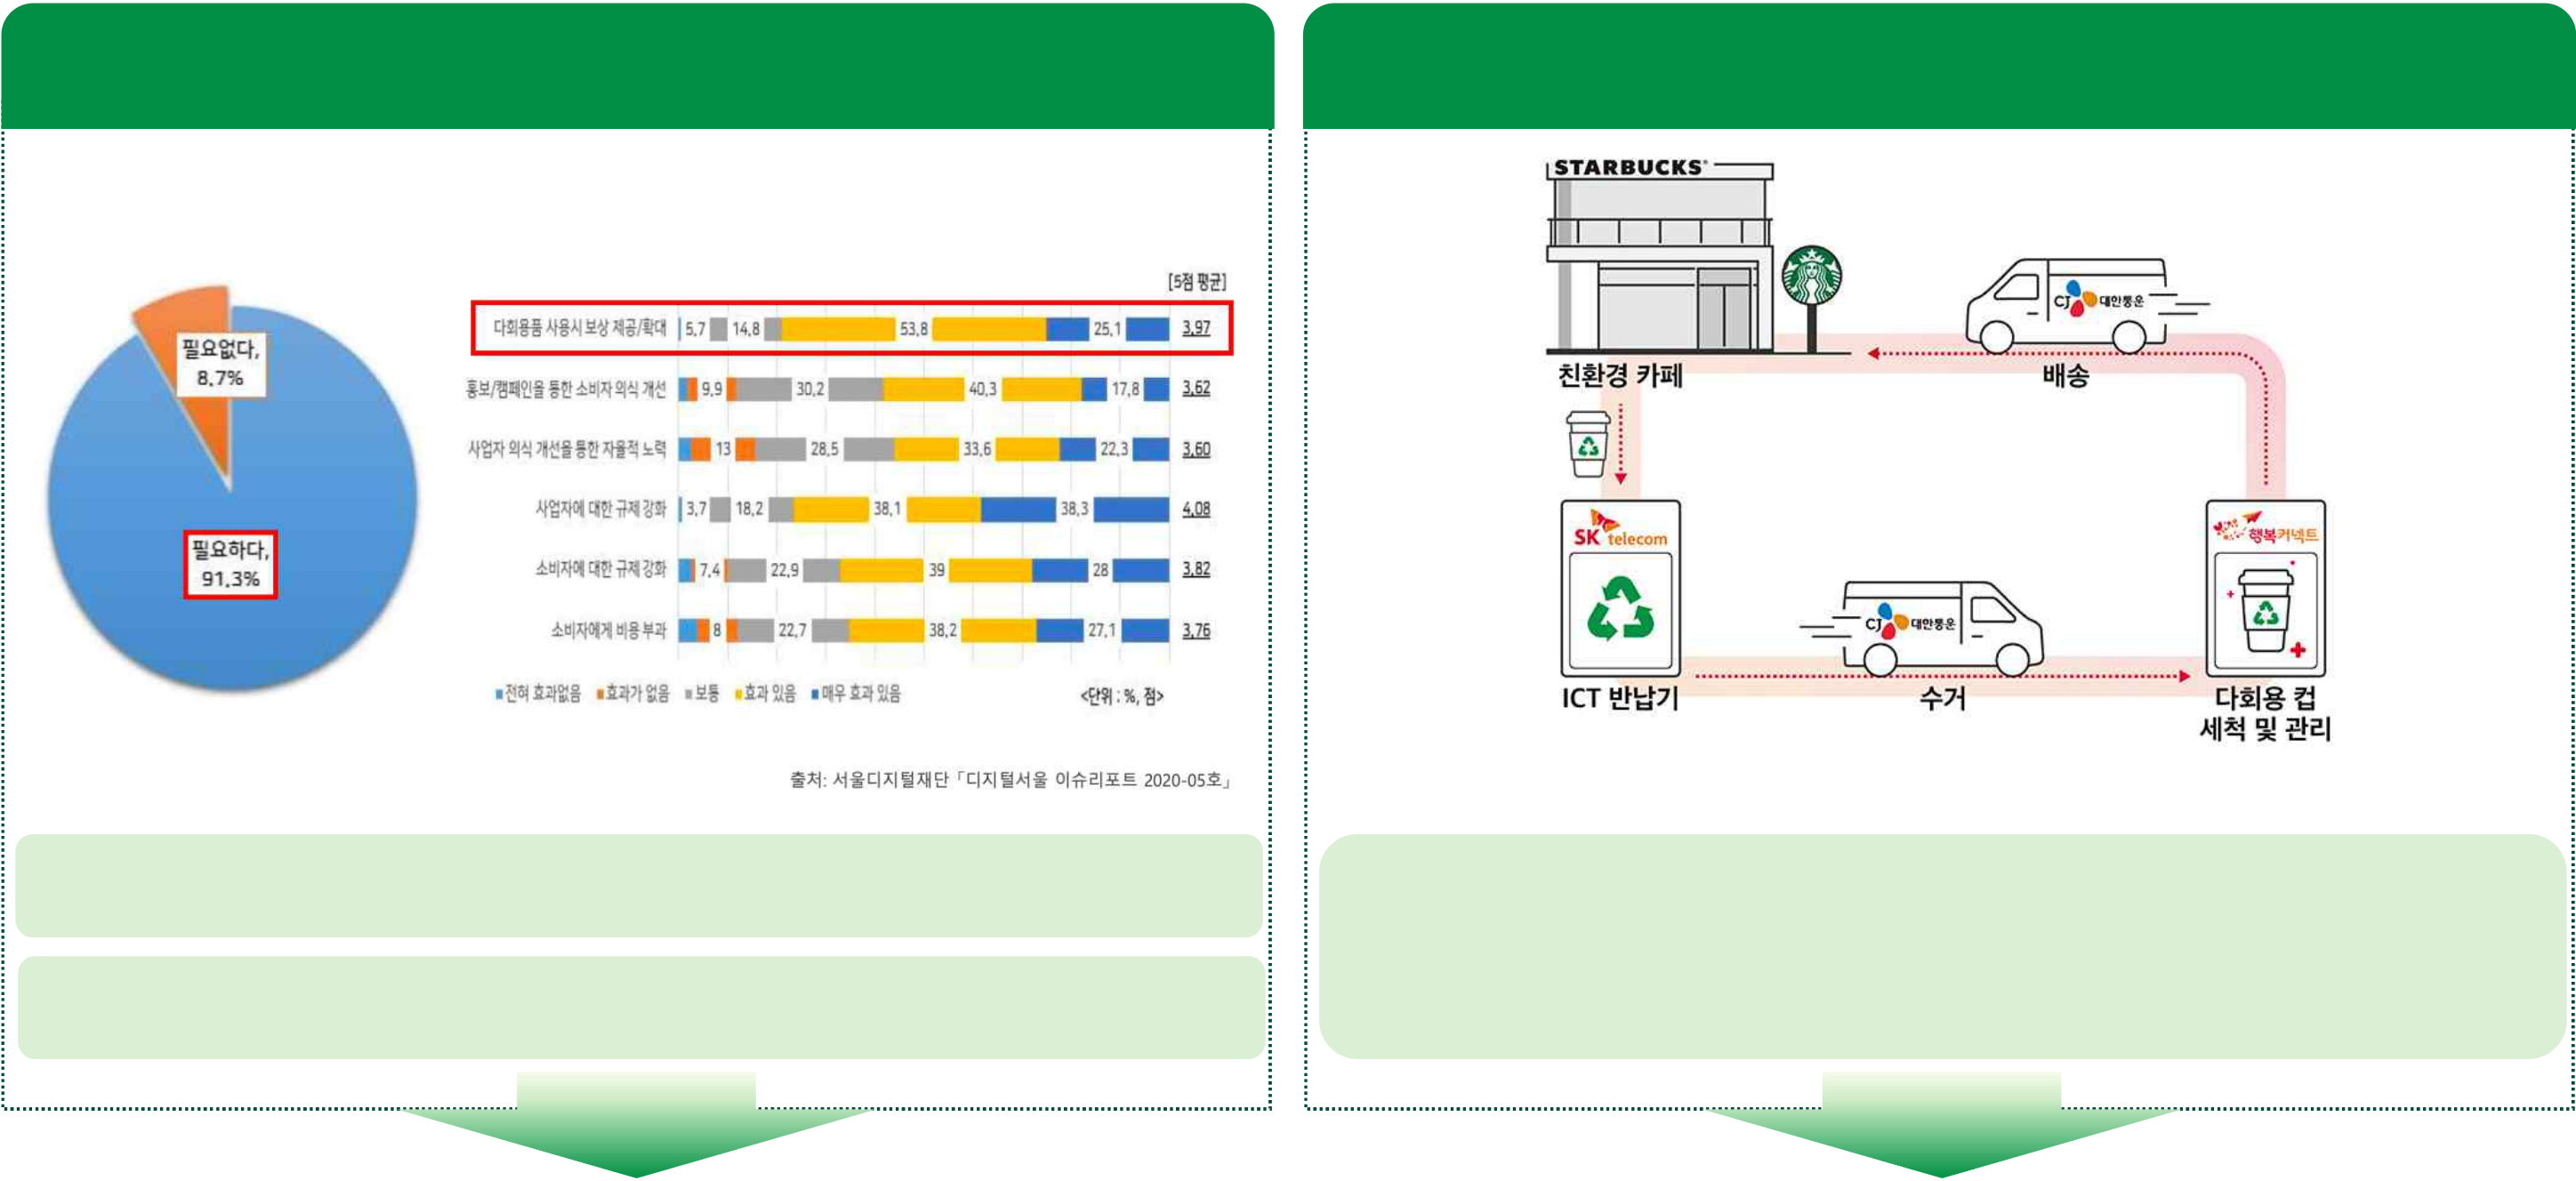 필요없다,
8.7%
필요하다,
91.3%
[5점 평균]
다회용품 사용시 보상 제공/확대 5.7 14.8 53.8 25.1 3.97
홍보/캠페인을 통한 소비자 의식 개선 9.9 30.2 40.3 17.8 3.62
사업자 의식 개선을 통한 자율적 노력 13 28.5 33.6 22.3 3.60
사업자에 대한 규제 강화 3.7 18.2 38.1 38.3 4.08
소비자에 대한 규제 강화 7.4 22.9 39 28 3.82
소비자에게 비용 부과 8 22.7 38.2 27.1 3.76
전혀 효과없음 효과가 없음 보통 효과 있음 매우 효과 있음 <단위 : %, 점>
출처: 서울디지털재단「디지털서울 이슈리포트 2020-05호」
STARBUCKS
CJ 대한통운
친환경 카페
배송
SK telecom
행복커넥트
CJ 대한통운
ICT 반납기
수거
다회용 컵
세척 및 관리